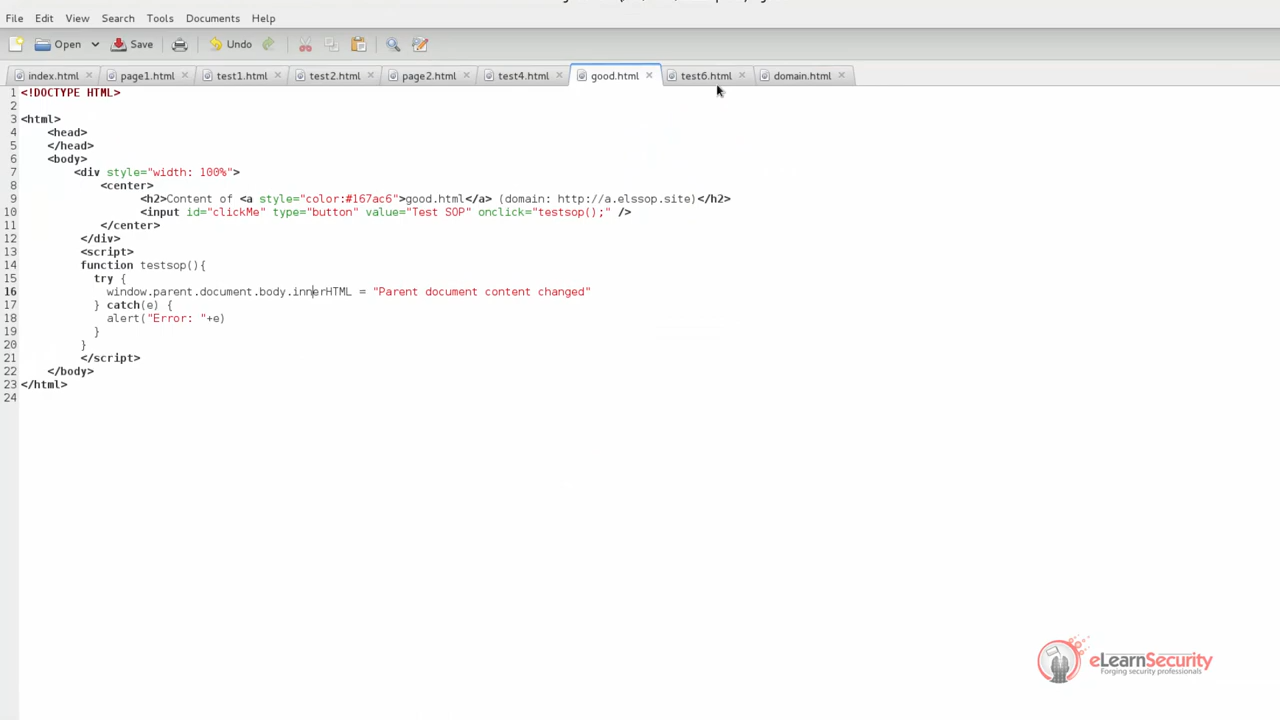 File Edit View Search Tools Documents Help
Open Save Undo
index.html page1.html test1.html test2.html page2.html test4.html good.html test6.html domain.html
1 <!DOCTYPE HTML>
2
3 <html>
4     <head>
5     </head>
6     <body>
7         <div style="width: 100%">
8             <center>
9                   <h2>Content of <a style="color:#167ac6">good.html</a> (domain: http://a.elssop.site)</h2>
10                   <input id="clickMe" type="button" value="Test SOP" onclick="testsop();" />
11             </center>
12          </div>
13          <script>
14          function testsop(){
15            try {
16              window.parent.document.body.innerHTML = "Parent document content changed"
17            } catch(e) {
18              alert("Error: "+e)
19            }
20          }
21          </script>
22     </body>
23 </html>
24
eLearnSecurity
Forging security professionals